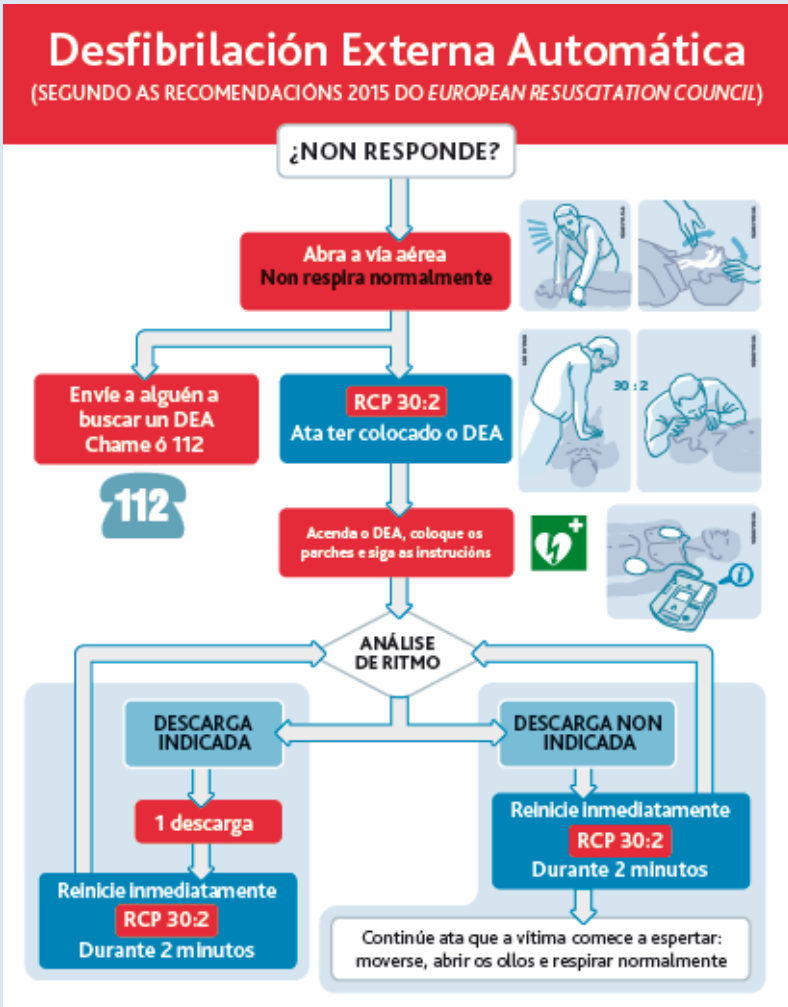 Desfibrilación Externa Automática
(SEGUNDO AS RECOMENDACIÓNS 2015 DO EUROPEAN RESUSCITATION COUNCIL)
¿NON RESPONDE?
Abra a vía aérea
Non respira normalmente
Envíe a alguén a
buscar un DEA
Chame ó 112
112
RCP 30:2
Ata ter colocado o DEA
30 : 2
Acenda o DEA, coloque os
parches e siga as instrucións
ANÁLISE
DE RITMO
DESCARGA
INDICADA
1 descarga
Reinicie inmediatamente
RCP 30:2
Durante 2 minutos
DESCARGA NON
INDICADA
Reinicie inmediatamente
RCP 30:2
Durante 2 minutos
Continúe ata que a vítima comece a espertar:
moverse, abrir os ollos e respirar normalmente